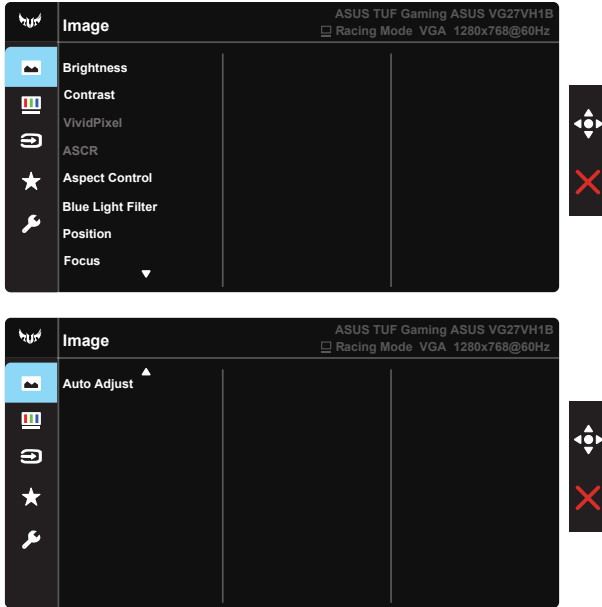 ASUS TUF Gaming ASUS VG27VH1B
Image
Racing Mode VGA 1280x768@60Hz
Brightness
Contrast
VividPixel
ASCR
Aspect Control
Blue Light Filter
Position
Focus
ASUS TUF Gaming ASUS VG27VH1B
Image
Racing Mode VGA 1280x768@60Hz
Auto Adjust